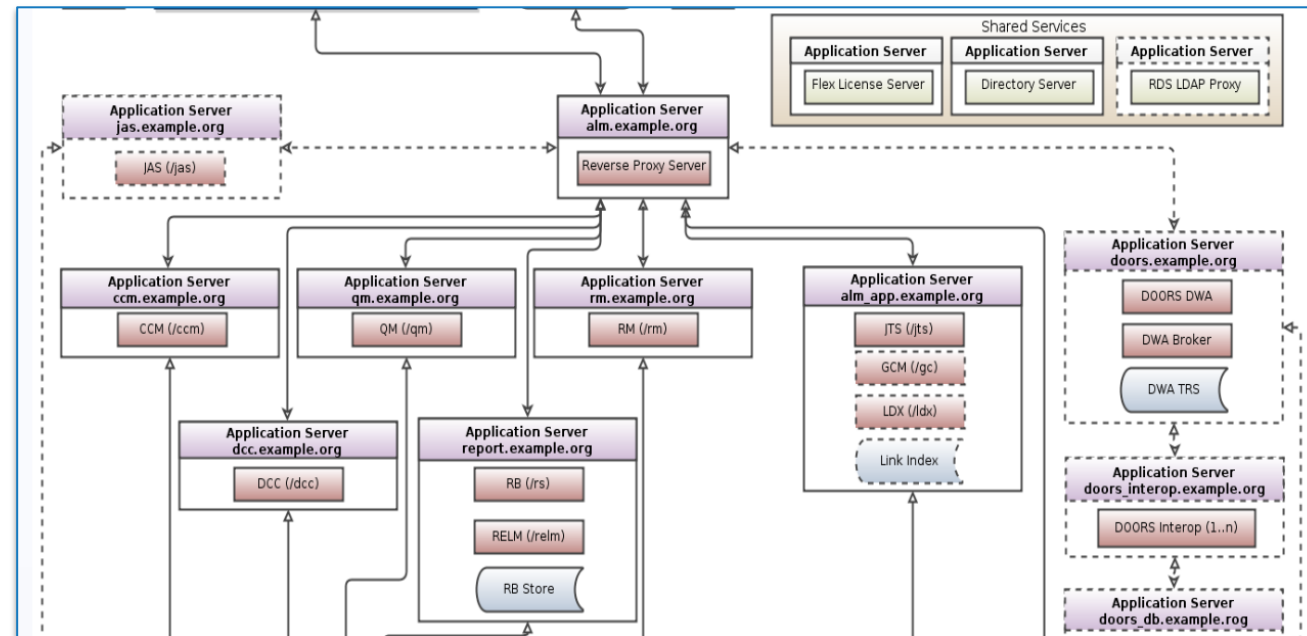 Shared Services
Application Server
Flex License Server
Application Server
Directory Server
Application Server
RDS LDAP Proxy
Application Server
jas.example.org
JAS (/jas)
Application Server
alm.example.org
Reverse Proxy Server
Application Server
ccm.example.org
CCM (/ccm)
Application Server
qm.example.org
QM (/qm)
Application Server
rm.example.org
RM (/rm)
Application Server
alm_app.example.org
JTS (/jts)
GCM (/gc)
LDX (/ldx)
Link Index
Application Server
doors.example.org
DOORS DWA
DWA Broker
DWA TRS
Application Server
dcc.example.org
DCC (/dcc)
Application Server
report.example.org
RB (/rs)
RELM (/relm)
RB Store
Application Server
doors_interop.example.org
DOORS Interop (1..n)
Application Server
doors_db.example.rog